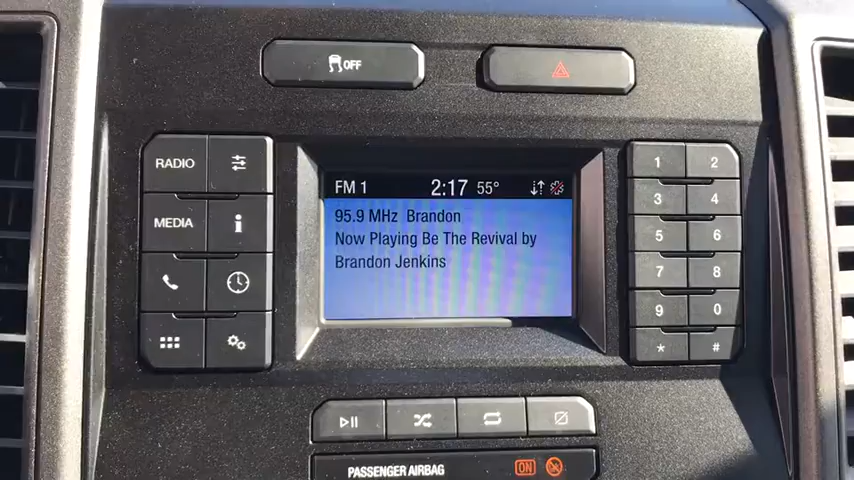 OFF
RADIO
MEDIA
FM 1 2:17 55°
95.9 MHz Brandon
Now Playing Be The Revival by
Brandon Jenkins
1 2
3 4
5 6
7 8
9 0
* #
PASSENGER AIRBAG ON